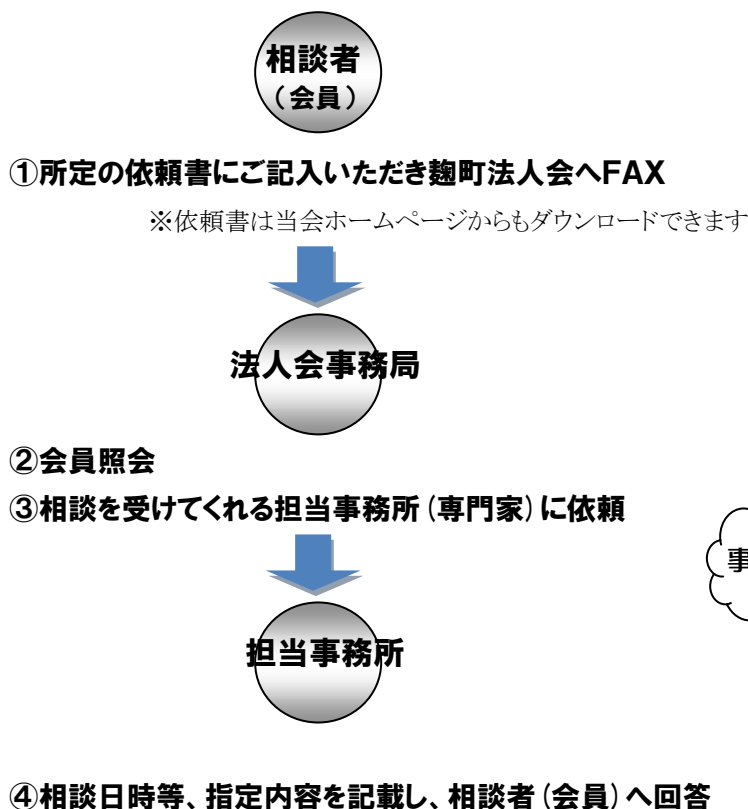 相談者
（会員）
①所定の依頼書にご記入いただき麹町法人会へFAX
※依頼書は当会ホームページからもダウンロードできます
法人会事務局
②会員照会
③相談を受けてくれる担当事務所（専門家）に依頼
事
担当事務所
④相談日時等、指定内容を記載し、相談者（会員）へ回答